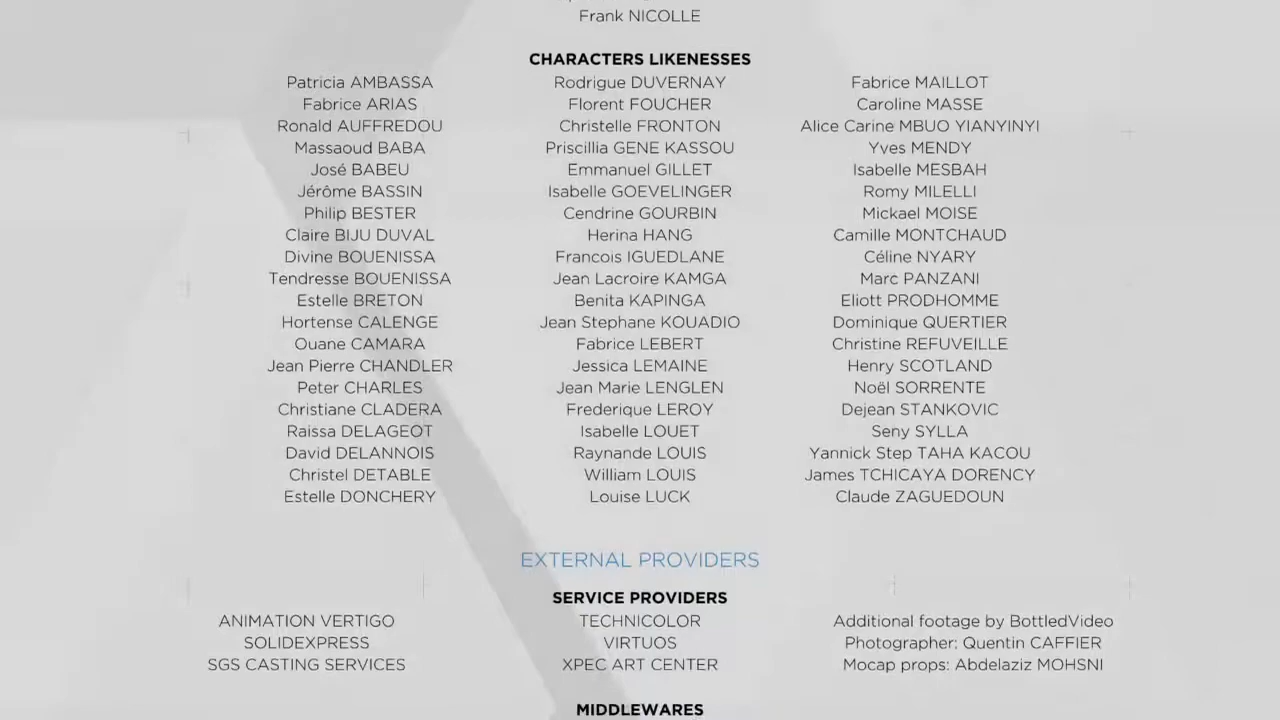 Frank NICOLLE
CHARACTERS LIKENESSES
Patricia AMBASSA
Fabrice ARIAS
Ronald AUFFREDOU
Massaoud BABA
José BABEU
Jérôme BASSIN
Philip BESTER
Claire BIJU DUVAL
Divine BOUENISSA
Tendresse BOUENISSA
Estelle BRETON
Hortense CALENGE
Ouane CAMARA
Jean Pierre CHANDLER
Peter CHARLES
Christiane CLADERA
Raissa DELAGEOT
David DELANNOIS
Christel DETABLE
Estelle DONCHERY
Rodrigue DUVERNAY
Florent FOUCHER
Christelle FRONTON
Priscillia GENE KASSOU
Emmanuel GILLET
Isabelle GOEVELINGER
Cendrine GOURBIN
Herina HANG
Francois IGUEDLANE
Jean Lacroire KAMGA
Benita KAPINGA
Jean Stephane KOUADIO
Fabrice LEBERT
Jessica LEMAINE
Jean Marie LENGLEN
Frederique LEROY
Isabelle LOUET
Raynande LOUIS
William LOUIS
Louise LUCK
Fabrice MAILLOT
Caroline MASSE
Alice Carine MBUO YIANYINYI
Yves MENDY
Isabelle MESBAH
Romy MILELLI
Mickael MOISE
Camille MONTCHAUD
Céline NYARY
Marc PANZANI
Eliott PRODHOMME
Dominique QUERTIER
Christine REFUVEILLE
Henry SCOTLAND
Noël SORRENTE
Dejean STANKOVIC
Seny SYLLA
Yannick Step TAHA KACOU
James TCHICAYA DORENCY
Claude ZAGUEDOUN
EXTERNAL PROVIDERS
SERVICE PROVIDERS
ANIMATION VERTIGO
SOLIDEXPRESS
SGS CASTING SERVICES
TECHNICOLOR
VIRTUOS
XPEC ART CENTER
Additional footage by BottledVideo
Photographer: Quentin CAFFIER
Mocap props: Abdelaziz MOHSNI
MIDDLEWARES